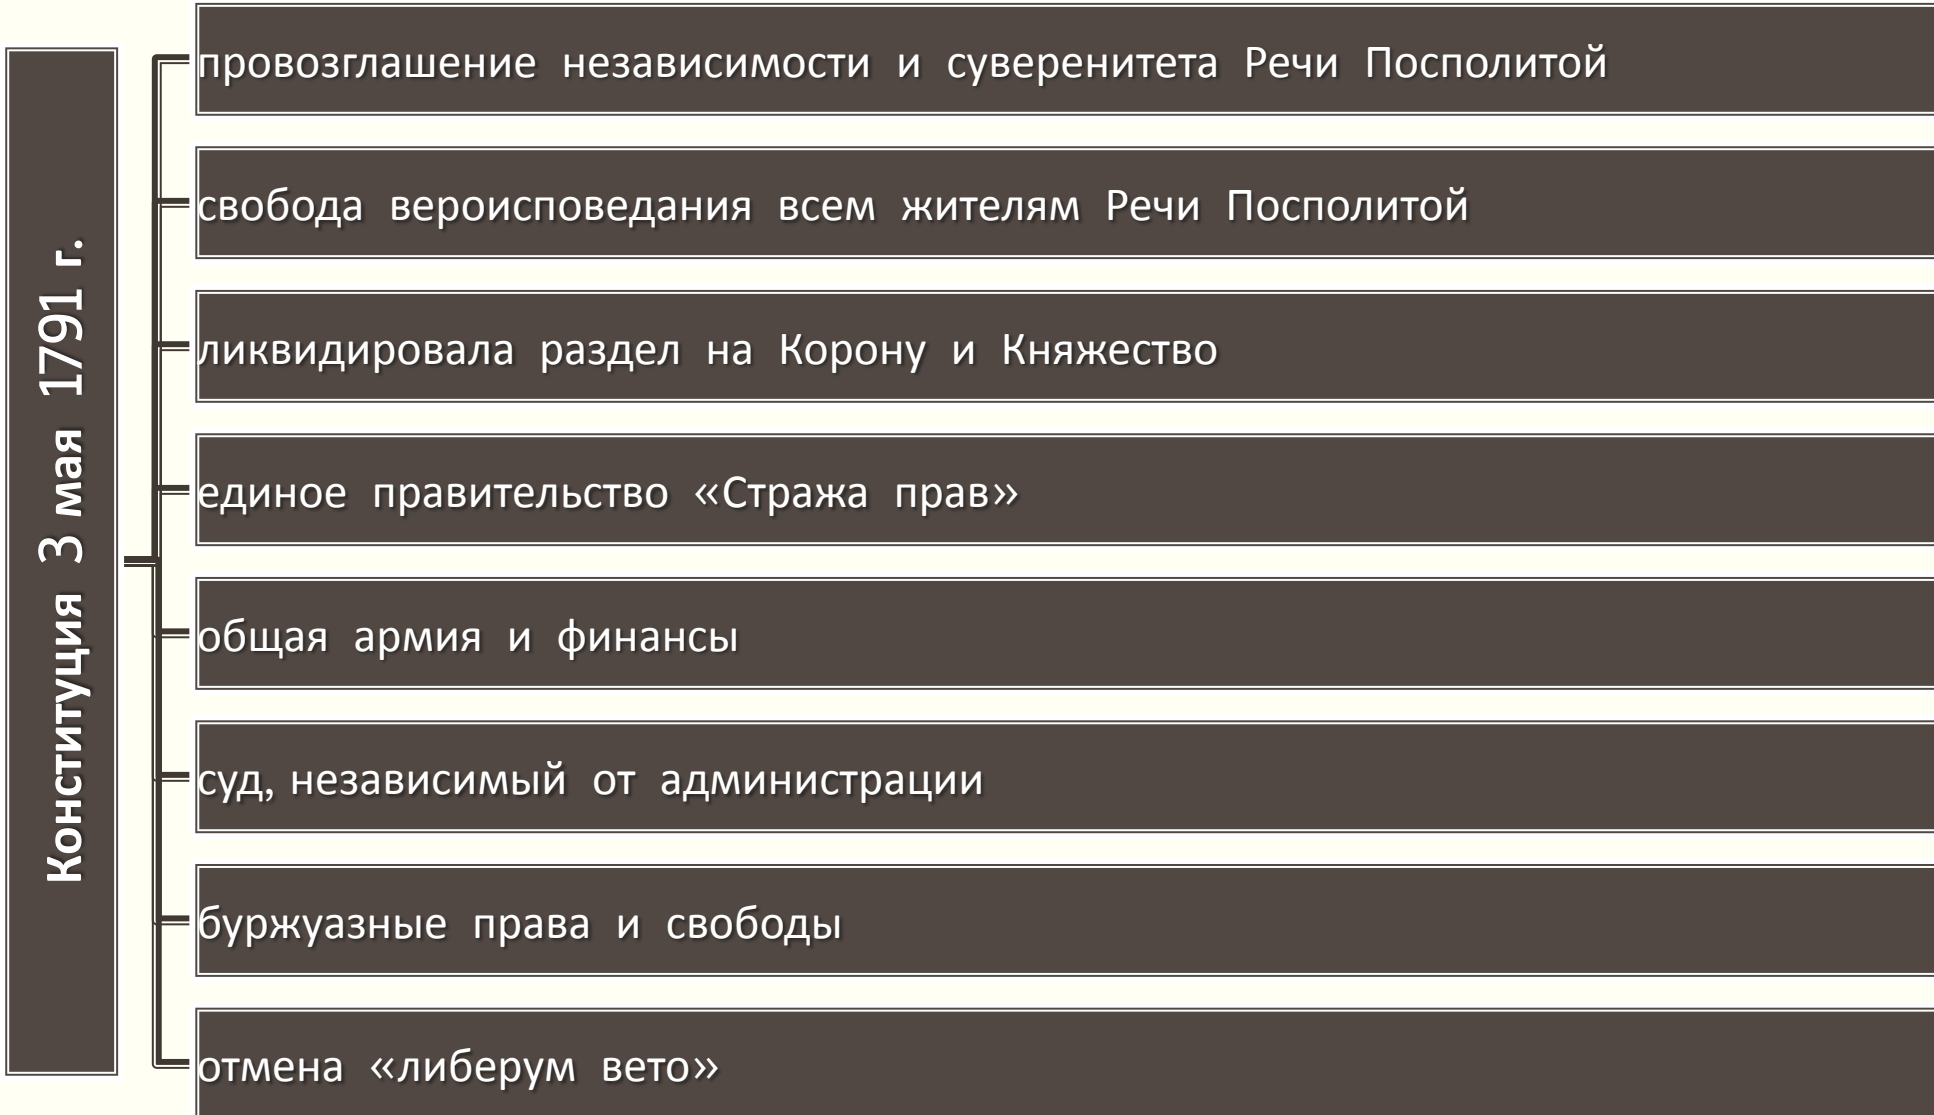 Конституция 3 мая 1791 г.
провозглашение независимости и суверенитета Речи Посполитой
свобода вероисповедания всем жителям Речи Посполитой
ликвидировала раздел на Корону и Княжество
единое правительство «Стража прав»
общая армия и финансы
суд, независимый от администрации
буржуазные права и свободы
отмена «либерум вето»